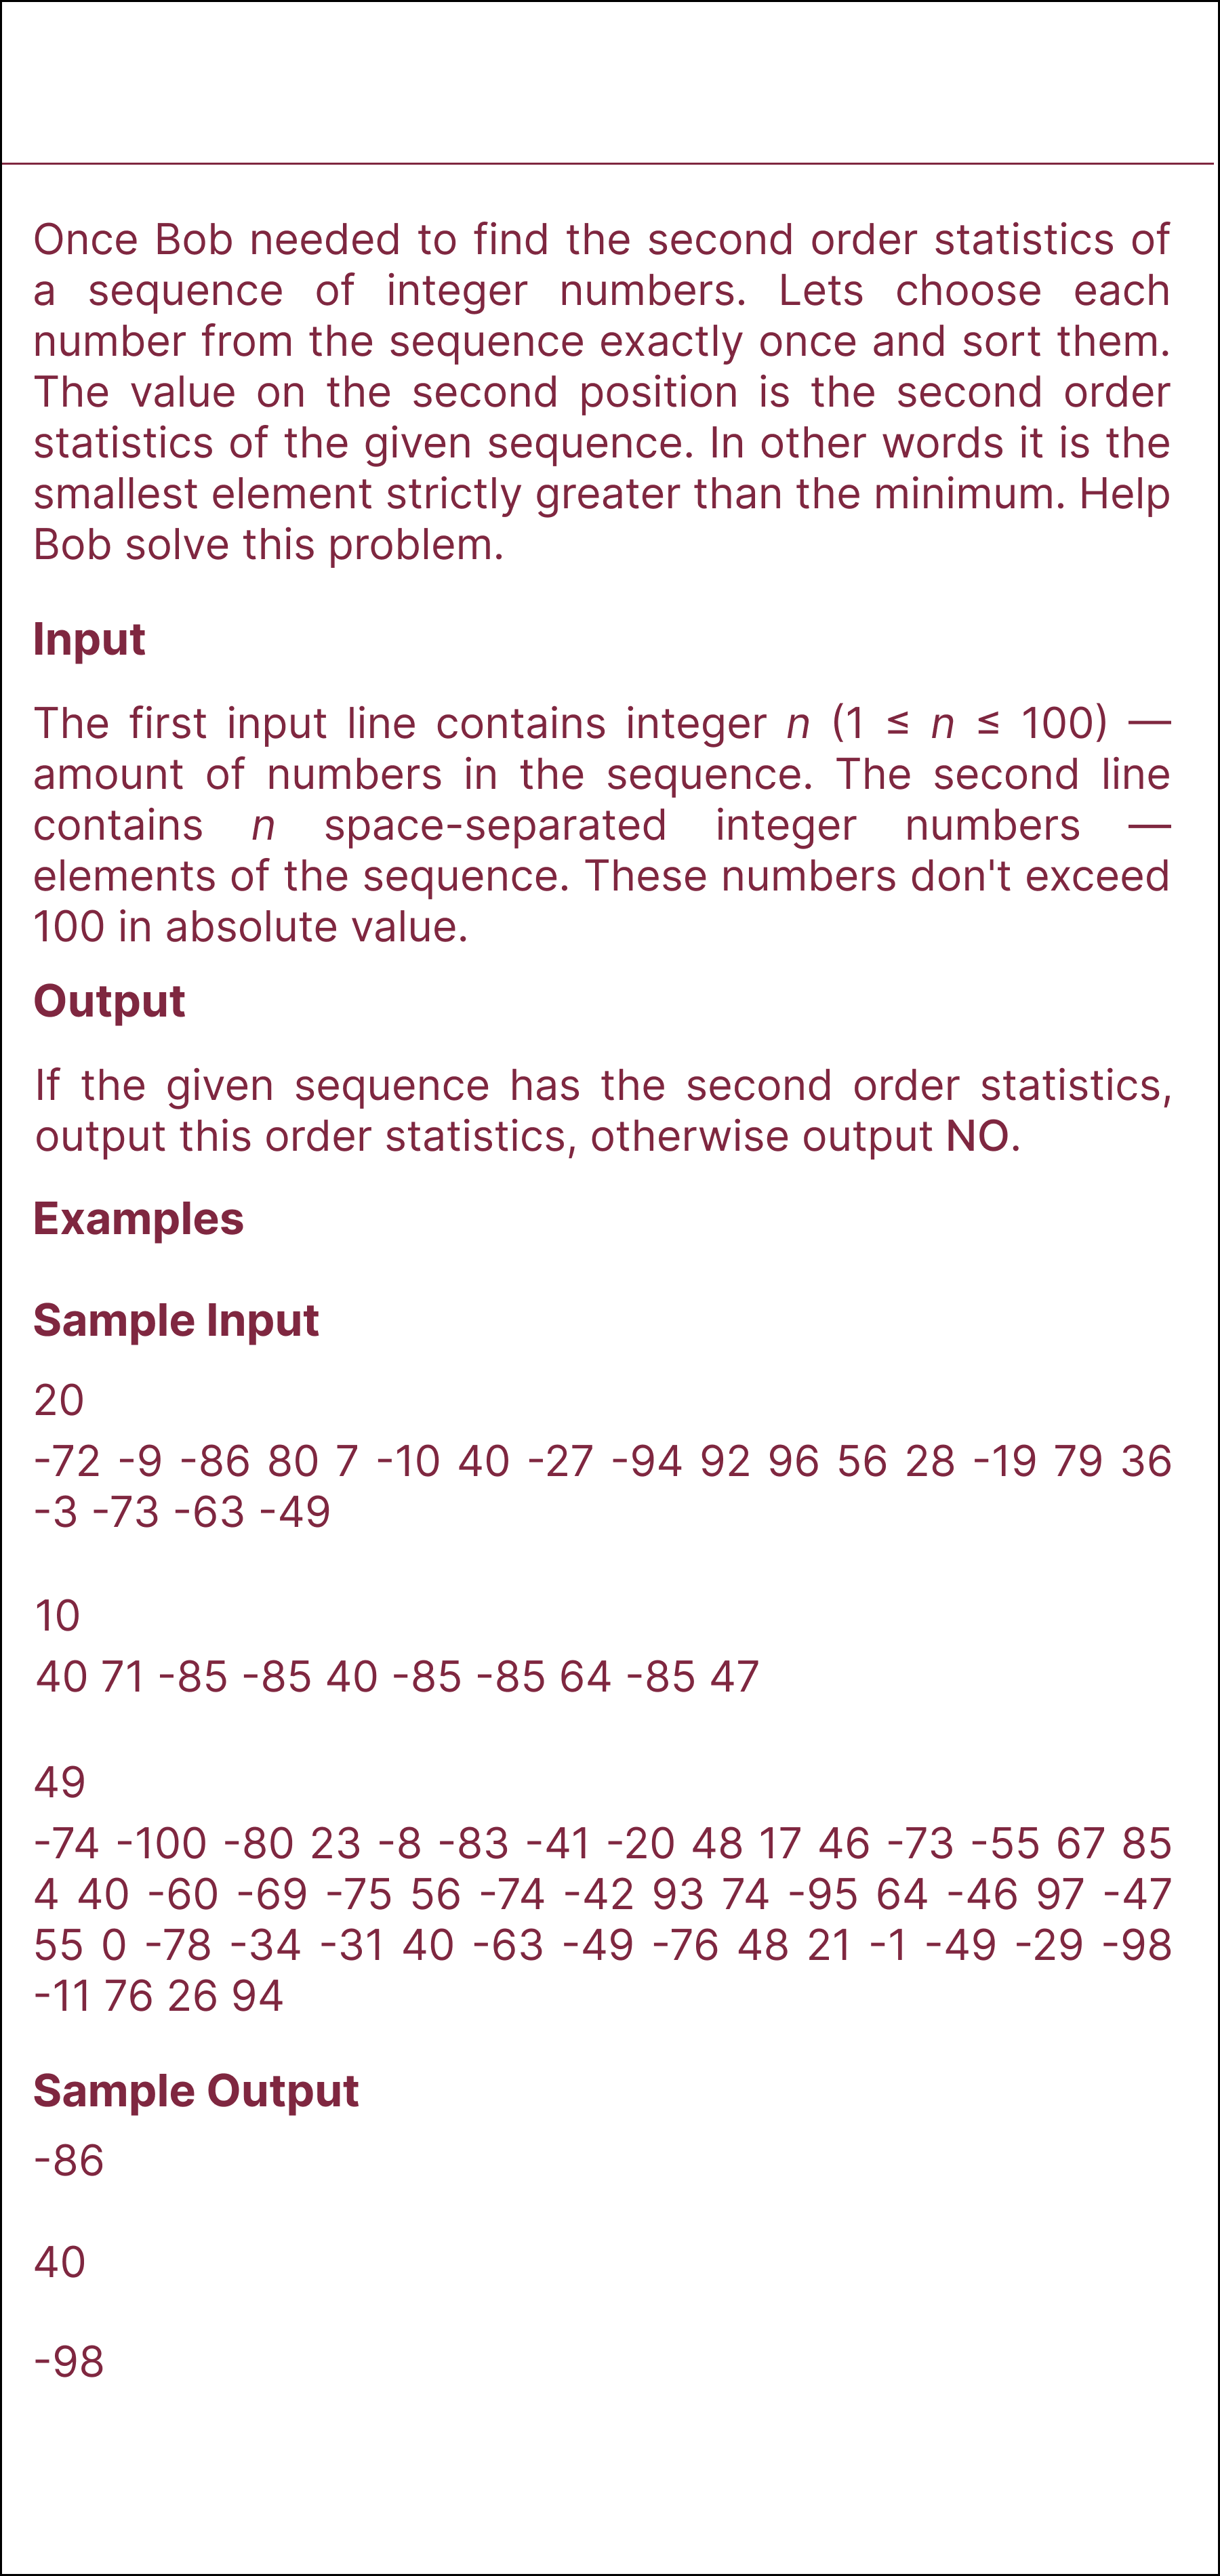 Once Bob needed to find the second order statistics of
a sequence of integer numbers. Lets choose each
number from the sequence exactly once and sort them.
The value on the second position is the second order
statistics of the given sequence. In other words it is the
smallest element strictly greater than the minimum. Help
Bob solve this problem.
Input
The first input line contains integer n (1 ≤ n ≤ 100) —
amount of numbers in the sequence. The second line
contains n space-separated integer numbers —
elements of the sequence. These numbers don't exceed
100 in absolute value.
Output
If the given sequence has the second order statistics,
output this order statistics, otherwise output NO.
Examples
Sample Input
20
-72 -9 -86 80 7 -10 40 -27 -94 92 96 56 28 -19 79 36
-3 -73 -63 -49
10
40 71 -85 -85 40 -85 -85 64 -85 47
49
-74 -100 -80 23 -8 -83 -41 -20 48 17 46 -73 -55 67 85
4 40 -60 -69 -75 56 -74 -42 93 74 -95 64 -46 97 -47
55 0 -78 -34 -31 40 -63 -49 -76 48 21 -1 -49 -29 -98
-11 76 26 94
Sample Output
-86
40
-98